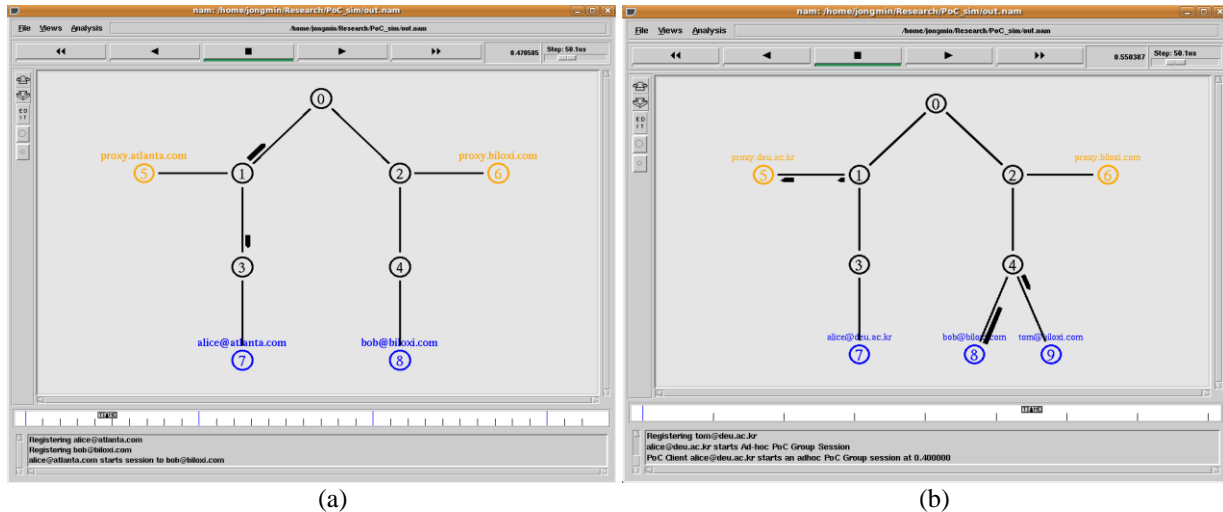 nam: /home/jongmin/Research/PoC_sim/out.nam
File Views Analysis /home/jongmin/Research/PoC_sim/out.nam
0.470585 Step: 50.1us
ED
IT
0
proxy.atlanta.com proxy.biloxi.com
5 1 2 6
3 4
alice@atlanta.com bob@biloxi.com
7 8
Registering alice@atlanta.com
Registering bob@biloxi.com
alice@atlanta.com starts session to bob@biloxi.com
(a)
nam: /home/jongmin/Research/PoC_sim/out.nam
File Views Analysis /home/jongmin/Research/PoC_sim/out.nam
0.550387 Step: 50.1us
ED
IT
0
proxy.deu.ac.kr proxy.biloxi.com
5 1 2 6
3 4
alice@deu.ac.kr bob@biloxi.com tom@biloxi.com
7 8 9
Registering tom@deu.ac.kr
alice@deu.ac.kr starts Ad-hoc PoC Group Session
PoC Client alice@deu.ac.kr starts an adhoc PoC Group session at 0.400000
(b)